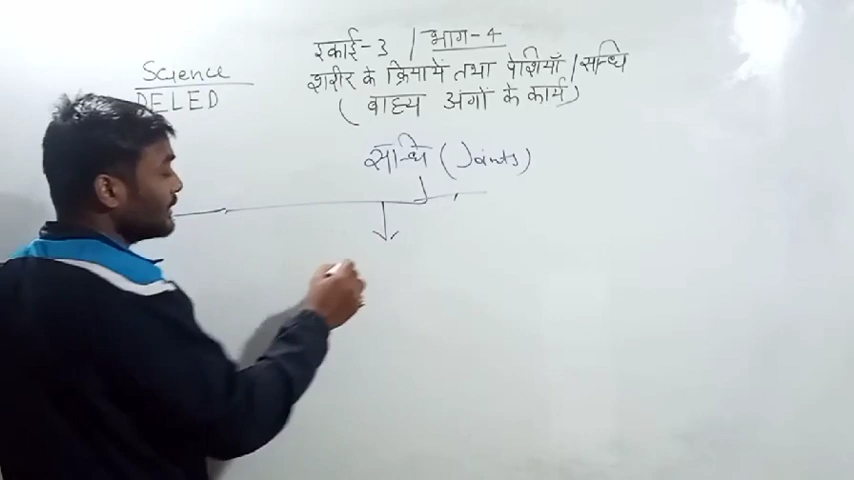 इकाई-3 / भाग-4
Science
शरीर के क्रियायें तथा पेशियाँ / सन्धि
DELED
( वाह्य अंगों के कार्य )
सन्धि ( Joints )